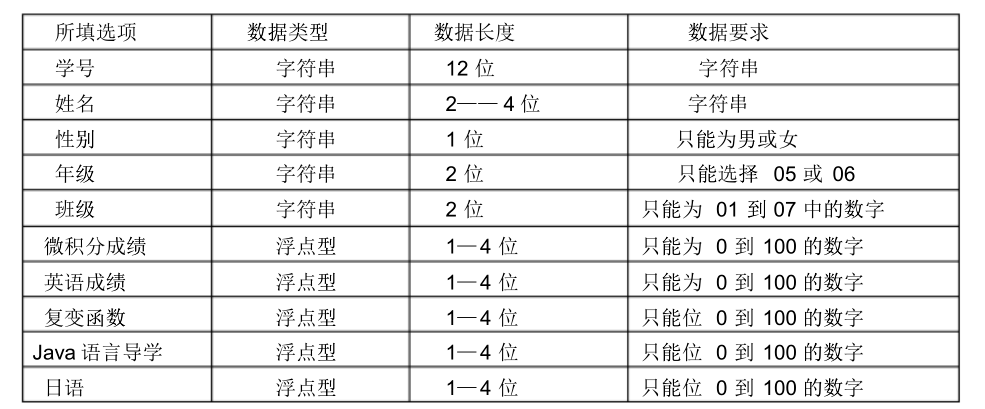 所填选项 数据类型 数据长度 数据要求
学号 字符串 12 位 字符串
姓名 字符串 2—— 4 位 字符串
性别 字符串 1 位 只能为男或女
年级 字符串 2 位 只能选择 05 或 06
班级 字符串 2 位 只能为 01 到 07 中的数字
微积分成绩 浮点型 1—4 位 只能为 0 到 100 的数字
英语成绩 浮点型 1—4 位 只能为 0 到 100 的数字
复变函数 浮点型 1—4 位 只能位 0 到 100 的数字
Java 语言导学 浮点型 1—4 位 只能位 0 到 100 的数字
日语 浮点型 1—4 位 只能位 0 到 100 的数字